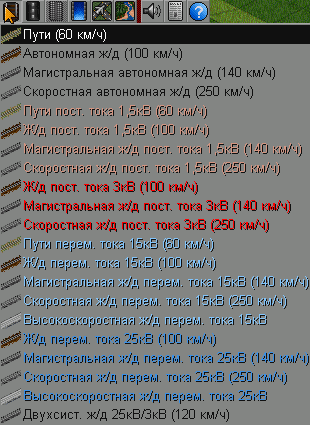 Пути (60 км/ч)
Автономная ж/д (100 км/ч)
Магистральная автономная ж/д (140 км/ч)
Скоростная автономная ж/д (250 км/ч)
Пути пост. тока 1,5кВ (60 км/ч)
Ж/Д пост. тока 1,5кВ (100 км/ч)
Магистральная ж/д пост. тока 1,5кВ (140 км/ч)
Скоростная ж/д пост. тока 1,5кВ (250 км/ч)
Ж/д пост. тока 3кВ (100 км/ч)
Магистральная ж/д пост. тока 3кВ (140 км/ч)
Скоростная ж/д пост. тока 3кВ (250 км/ч)
Пути перем. тока 15кВ (60 км/ч)
Ж/д перем. тока 15кВ (100 км/ч)
Магистральная ж/д перем. тока 15кВ (140 км/ч)
Скоростная ж/д перем. тока 15кВ (250 км/ч)
Высокоскоростная ж/д перем. тока 15кВ
Ж/д перем. тока 25кВ (100 км/ч)
Магистральная ж/д перем. тока 25кВ (140 км/ч)
Скоростная ж/д перем. тока 25кВ (250 км/ч)
Высокоскоростная ж/д перем. тока 25кВ
Двухсист. ж/д 25кВ/3кВ (120 км/ч)